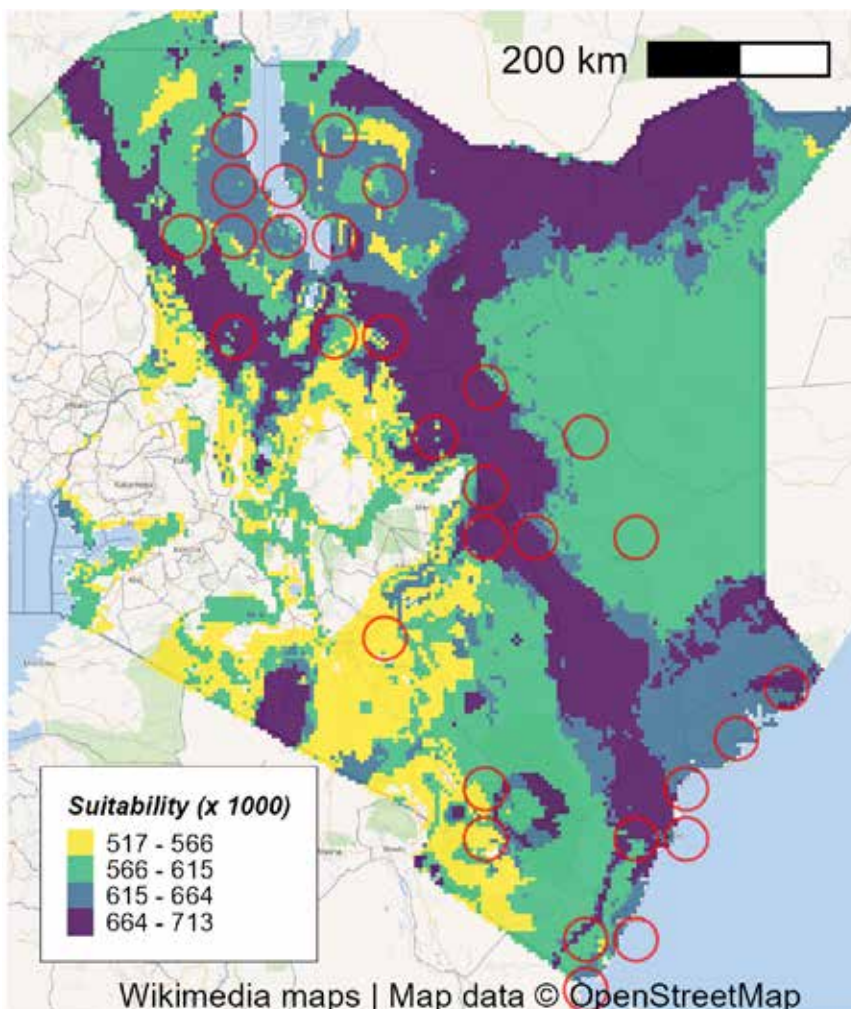 200 km
Suitability (x 1000)
517 - 566
566 - 615
615 - 664
664 - 713
Wikimedia maps | Map data © OpenStreetMap